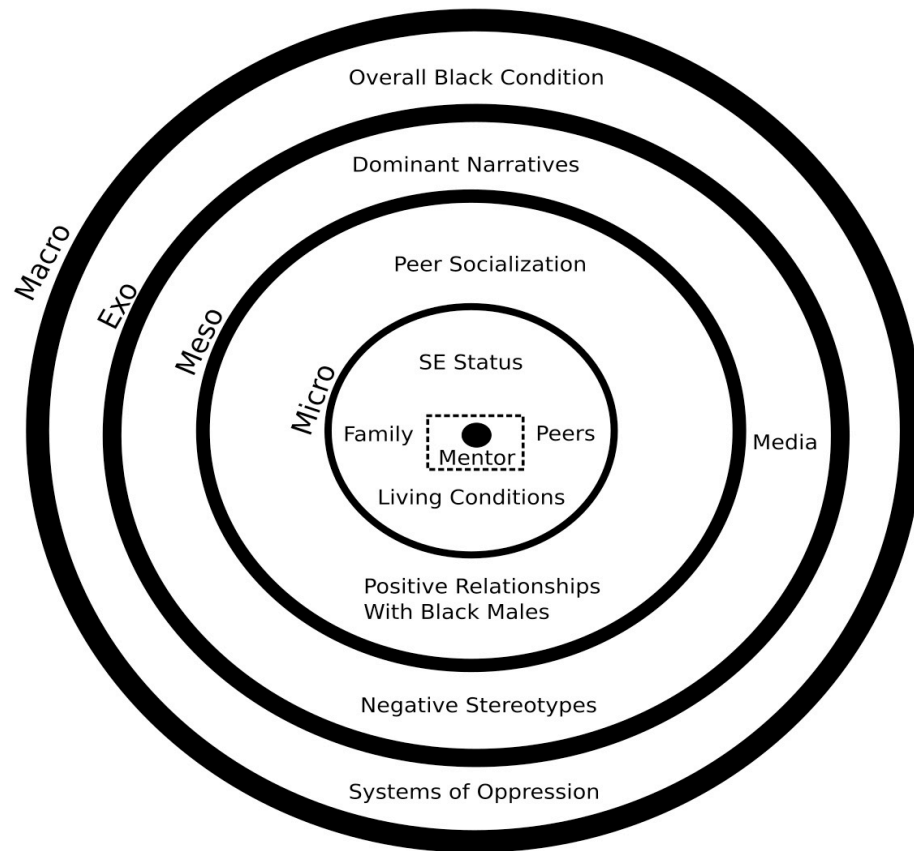 Overall Black Condition
Dominant Narratives
Macro
Exo
Peer Socialization
Meso
SE Status
Micro
Family
Peers
Media
Mentor
Living Conditions
Positive Relationships
With Black Males
Negative Stereotypes
Systems of Oppression